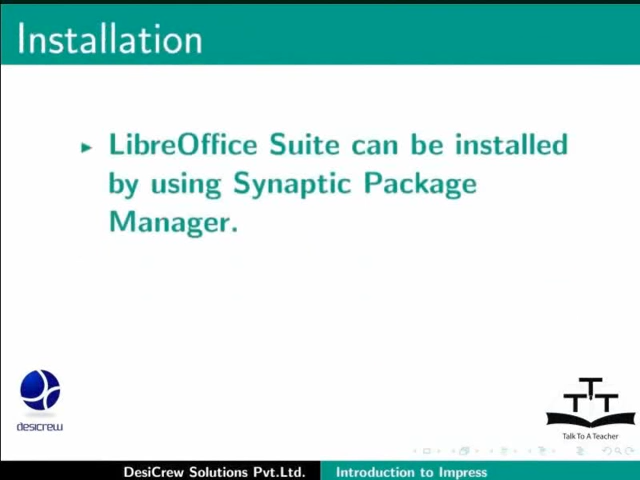 Installation
LibreOffice Suite can be installed
by using Synaptic Package
Manager.
desicrew
TTT
Talk To A Teacher
DesiCrew Solutions Pvt.Ltd.
Introduction to Impress